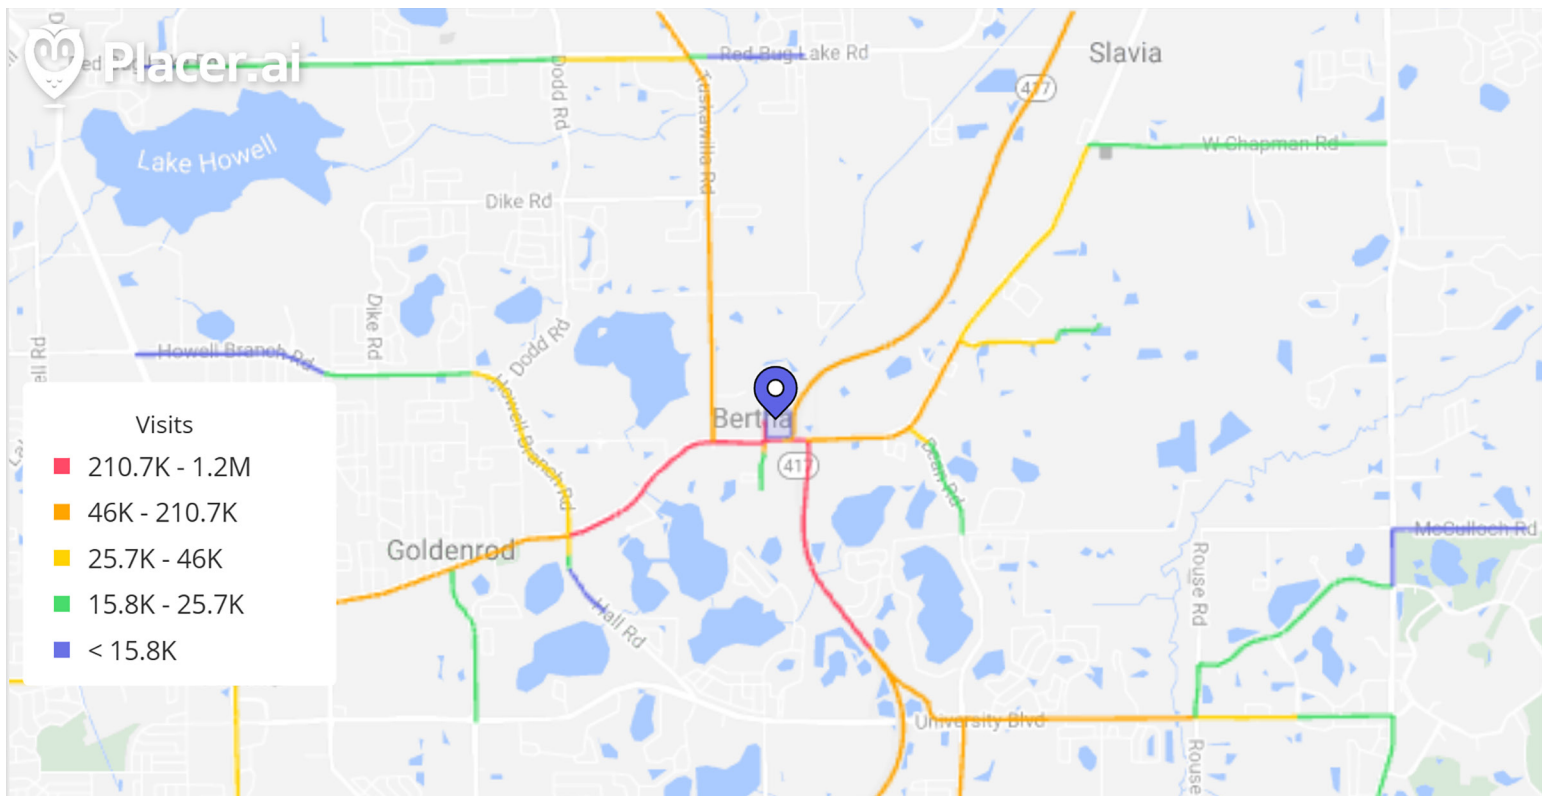 Placer.ai
Red Bug Lake Rd
Slavia
417
Dodd Rd
Tuskawilla Rd
W Chapman Rd
Lake Howell
Dike Rd
Dike Rd
Dodd Rd
Howell Branch Rd
Howell Branch Rd
Bertha
417
Dean Rd
Goldenrod
McCulloch Rd
Rouse Rd
Hall Rd
University Blvd
Rouse
Visits
210.7K - 1.2M
46K - 210.7K
25.7K - 46K
15.8K - 25.7K
< 15.8K